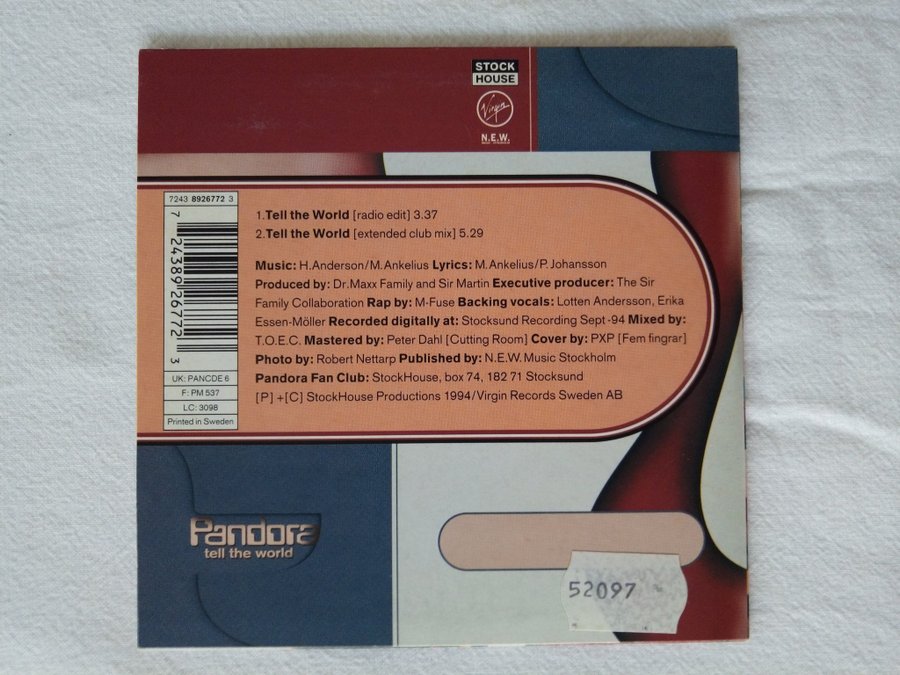 STOCK
HOUSE
Virgin
N.E.W.
7243 8926772 3
7 24389 26772 3
UK: PANCDE 6
F: PM 537
LC: 3098
Printed in Sweden
1.Tell the World [radio edit] 3.37
2.Tell the World [extended club mix] 5.29
Music: H.Anderson/M.Ankelius Lyrics: M.Ankelius/P.Johansson
Produced by: Dr.Maxx Family and Sir Martin Executive producer: The Sir
Family Collaboration Rap by: M-Fuse Backing vocals: Lotten Andersson, Erika
Essen-Möller Recorded digitally at: Stocksund Recording Sept-94 Mixed by:
T.O.E.C. Mastered by: Peter Dahl [Cutting Room] Cover by: PXP [Fem fingrar]
Photo by: Robert Nettarp Published by: N.E.W. Music Stockholm
Pandora Fan Club: StockHouse, box 74, 182 71 Stocksund
[P] +[C] StockHouse Productions 1994/Virgin Records Sweden AB
Pandora
tell the world
52097